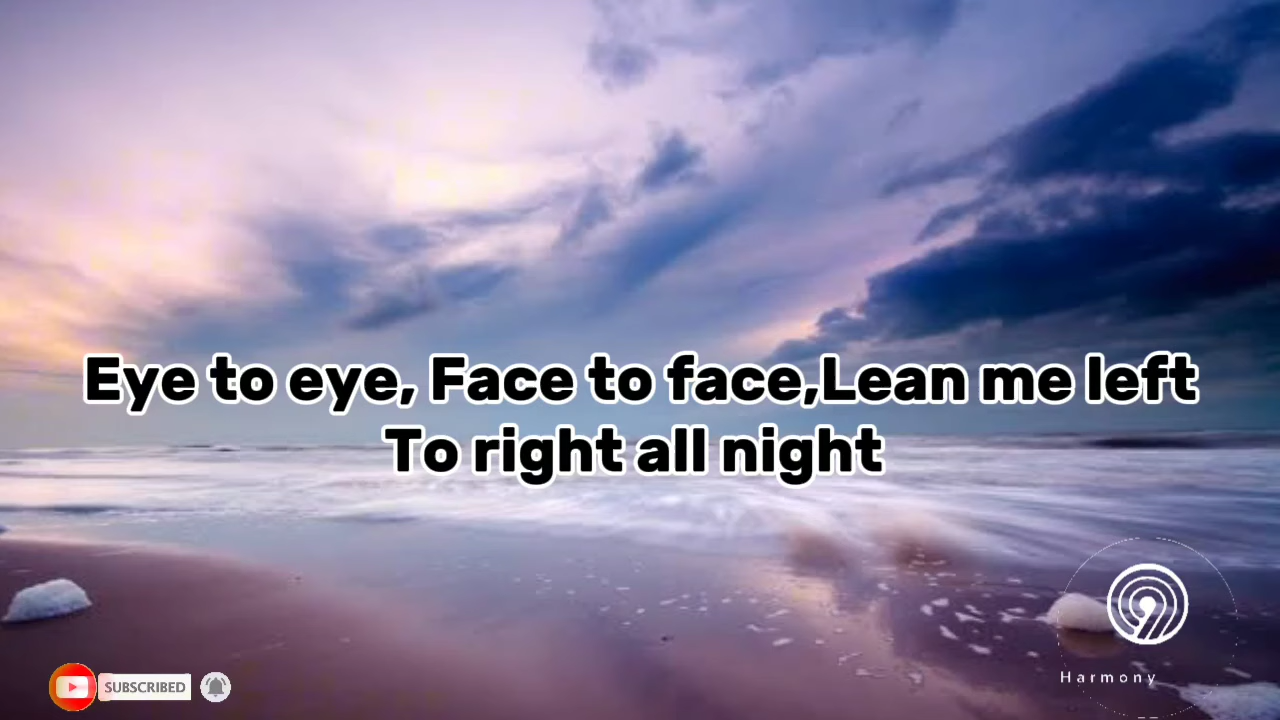 Eye to eye, Face to face,Lean me left
To right all night
SUBSCRIBED
Harmony